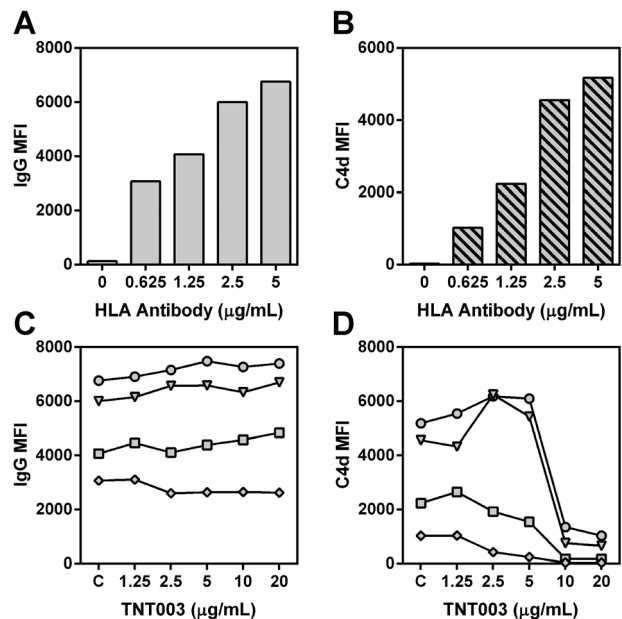 A
B
8000
6000
4000
2000
0
IgG MFI
0 0.625 1.25 2.5 5
HLA Antibody (μg/mL)
6000
4000
2000
0
C4d MFI
0 0.625 1.25 2.5 5
HLA Antibody (μg/mL)
C
D
8000
6000
4000
2000
0
IgG MFI
C 1.25 2.5 5 10 20
TNT003 (μg/mL)
8000
6000
4000
2000
0
C4d MFI
C 1.25 2.5 5 10 20
TNT003 (μg/mL)